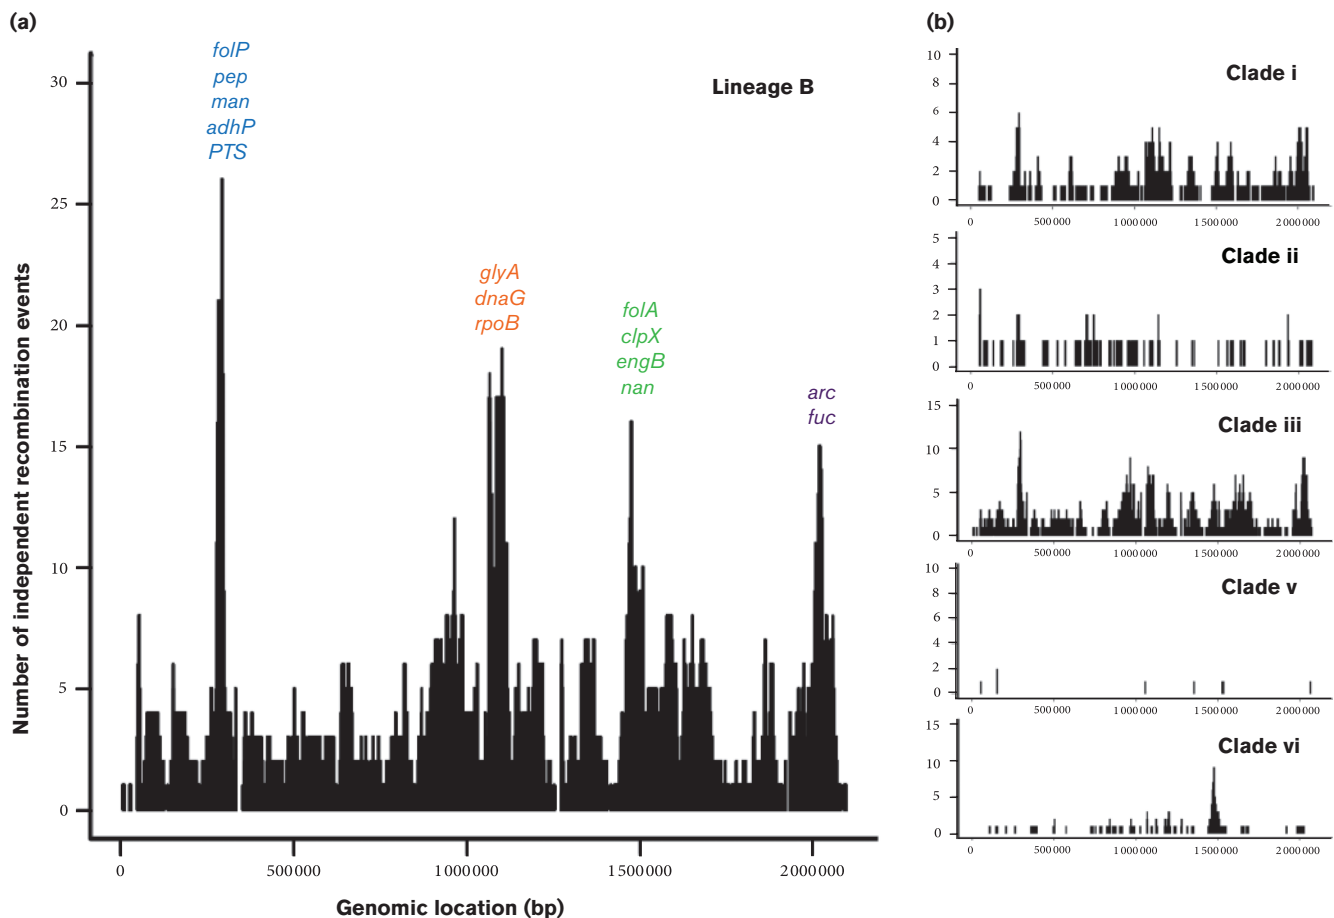 (a)
folP
pep
man
adhP
PTS
Lineage B
glyA
dnaG
rpoB
folA
clpX
engB
nan
arc
fuc
30
25
20
15
10
5
0
Number of independent recombination events
0 500000 1000000 1500000 2000000
Genomic location (bp)
(b)
Clade i
10
8
6
4
2
0
0 500000 1000000 1500000 2000000
Clade ii
5
4
3
2
1
0
0 500000 1000000 1500000 2000000
Clade iii
15
10
5
0
0 500000 1000000 1500000 2000000
Clade v
10
8
6
4
2
0
0 500000 1000000 1500000 2000000
Clade vi
15
10
5
0
0 500000 1000000 1500000 2000000